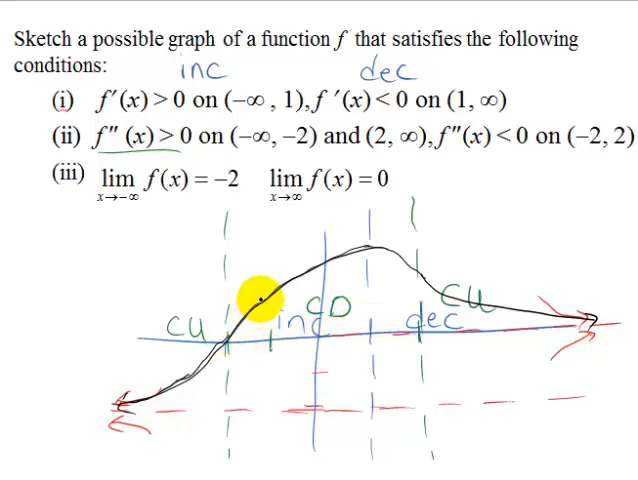 Sketch a possible graph of a function f that satisfies the following
conditions: inc dec
(i) f′(x) > 0 on (−∞, 1), f ′(x) < 0 on (1, ∞)
(ii) f″ (x) > 0 on (−∞, −2) and (2, ∞), f″(x) < 0 on (−2, 2)
(iii) lim x→−∞ f(x) = −2 lim x→∞ f(x) = 0
CU inc CD dec CU